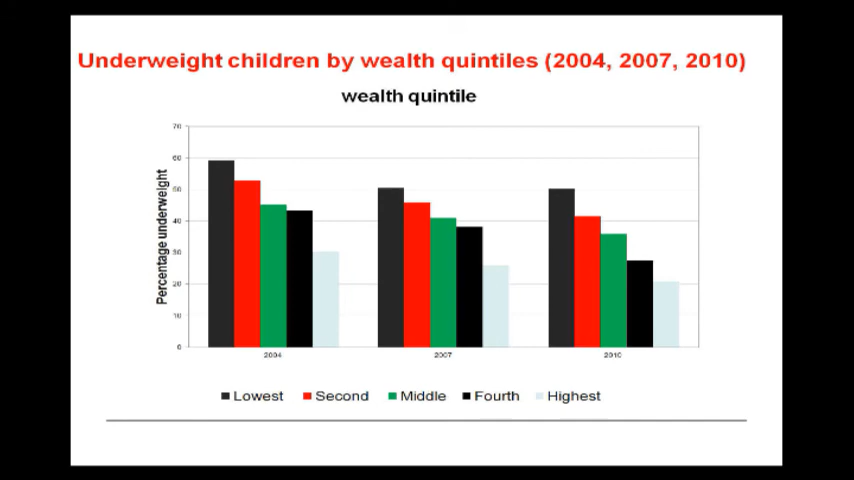 Underweight children by wealth quintiles (2004, 2007, 2010)
wealth quintile
Percentage underweight
70
60
50
40
30
20
10
0
2004 2007 2010
Lowest Second Middle Fourth Highest